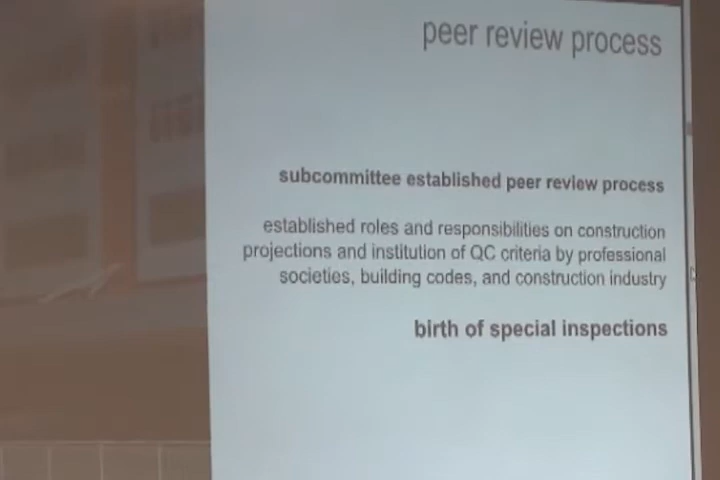 peer review process
subcommittee established peer review process
established roles and responsibilities on construction
projections and institution of QC criteria by professional
societies, building codes, and construction industry
birth of special inspections